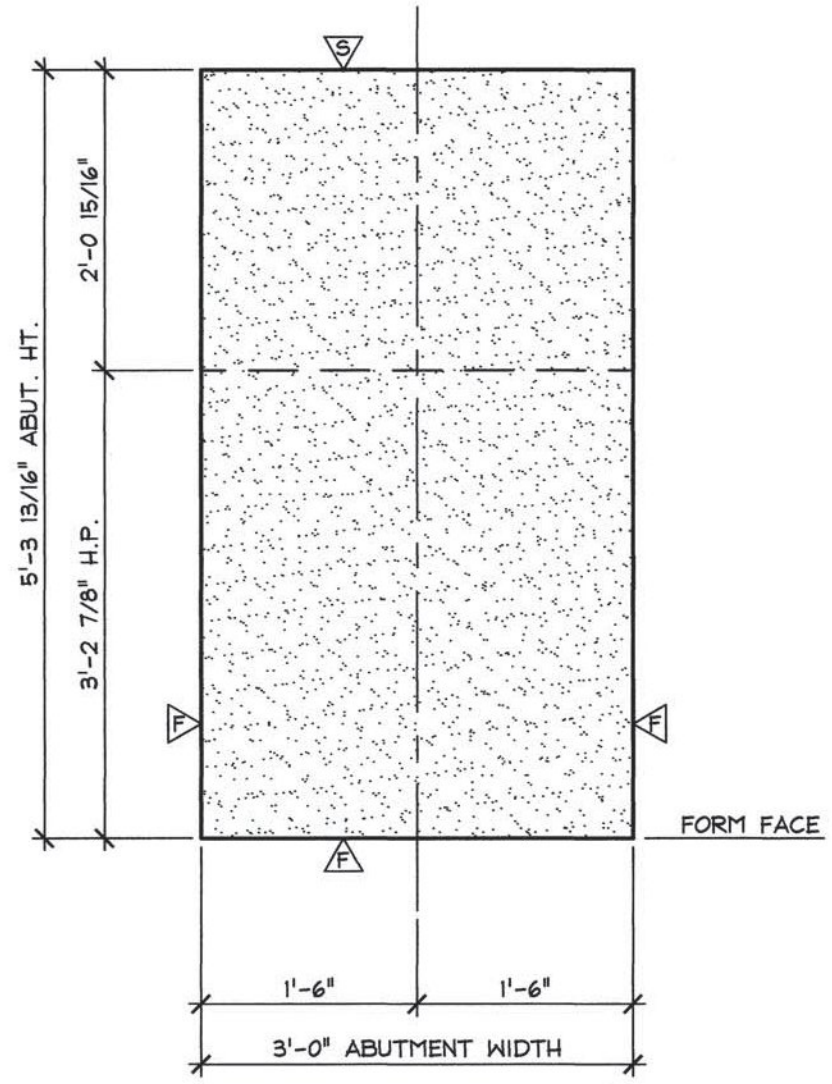 S
2'-0 15/16"
5'-3 13/16" ABUT. HT.
3'-2 7/8" H.P.
F
F
FORM FACE
F
1'-6"
1'-6"
3'-0" ABUTMENT WIDTH